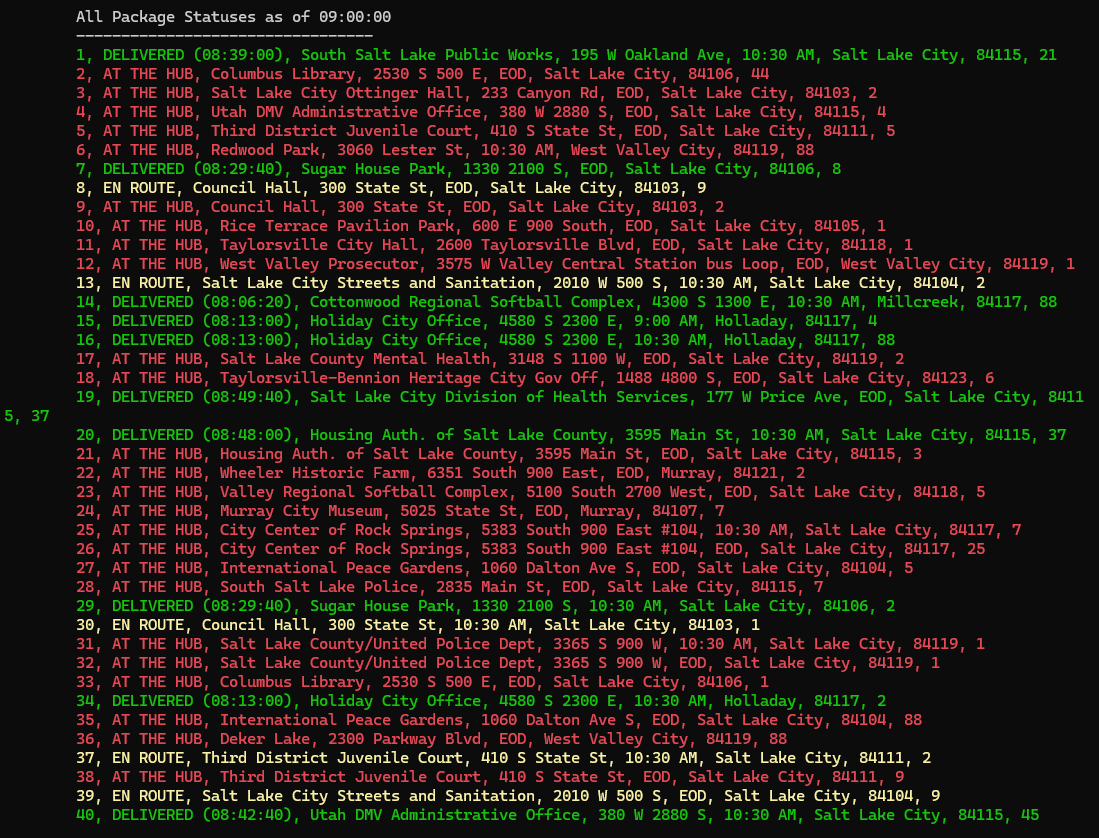 All Package Statuses as of 09:00:00
---------------------------------
1, DELIVERED (08:39:00), South Salt Lake Public Works, 195 W Oakland Ave, 10:30 AM, Salt Lake City, 84115, 21
2, AT THE HUB, Columbus Library, 2530 S 500 E, EOD, Salt Lake City, 84106, 44
3, AT THE HUB, Salt Lake City Ottinger Hall, 233 Canyon Rd, EOD, Salt Lake City, 84103, 2
4, AT THE HUB, Utah DMV Administrative Office, 380 W 2880 S, EOD, Salt Lake City, 84115, 4
5, AT THE HUB, Third District Juvenile Court, 410 S State St, EOD, Salt Lake City, 84111, 5
6, AT THE HUB, Redwood Park, 3060 Lester St, 10:30 AM, West Valley City, 84119, 88
7, DELIVERED (08:29:40), Sugar House Park, 1330 2100 S, EOD, Salt Lake City, 84106, 8
8, EN ROUTE, Council Hall, 300 State St, EOD, Salt Lake City, 84103, 9
9, AT THE HUB, Council Hall, 300 State St, EOD, Salt Lake City, 84103, 2
10, AT THE HUB, Rice Terrace Pavilion Park, 600 E 900 South, EOD, Salt Lake City, 84105, 1
11, AT THE HUB, Taylorsville City Hall, 2600 Taylorsville Blvd, EOD, Salt Lake City, 84118, 1
12, AT THE HUB, West Valley Prosecutor, 3575 W Valley Central Station bus Loop, EOD, West Valley City, 84119, 1
13, EN ROUTE, Salt Lake City Streets and Sanitation, 2010 W 500 S, 10:30 AM, Salt Lake City, 84104, 2
14, DELIVERED (08:06:20), Cottonwood Regional Softball Complex, 4300 S 1300 E, 10:30 AM, Millcreek, 84117, 88
15, DELIVERED (08:13:00), Holiday City Office, 4580 S 2300 E, 9:00 AM, Holladay, 84117, 4
16, DELIVERED (08:13:00), Holiday City Office, 4580 S 2300 E, 10:30 AM, Holladay, 84117, 88
17, AT THE HUB, Salt Lake County Mental Health, 3148 S 1100 W, EOD, Salt Lake City, 84119, 2
18, AT THE HUB, Taylorsville-Bennion Heritage City Gov Off, 1488 4800 S, EOD, Salt Lake City, 84123, 6
19, DELIVERED (08:49:40), Salt Lake City Division of Health Services, 177 W Price Ave, EOD, Salt Lake City, 8411
5, 37
20, DELIVERED (08:48:00), Housing Auth. of Salt Lake County, 3595 Main St, 10:30 AM, Salt Lake City, 84115, 37
21, AT THE HUB, Housing Auth. of Salt Lake County, 3595 Main St, EOD, Salt Lake City, 84115, 3
22, AT THE HUB, Wheeler Historic Farm, 6351 South 900 East, EOD, Murray, 84121, 2
23, AT THE HUB, Valley Regional Softball Complex, 5100 South 2700 West, EOD, Salt Lake City, 84118, 5
24, AT THE HUB, Murray City Museum, 5025 State St, EOD, Murray, 84107, 7
25, AT THE HUB, City Center of Rock Springs, 5383 South 900 East #104, 10:30 AM, Salt Lake City, 84117, 7
26, AT THE HUB, City Center of Rock Springs, 5383 South 900 East #104, EOD, Salt Lake City, 84117, 25
27, AT THE HUB, International Peace Gardens, 1060 Dalton Ave S, EOD, Salt Lake City, 84104, 5
28, AT THE HUB, South Salt Lake Police, 2835 Main St, EOD, Salt Lake City, 84115, 7
29, DELIVERED (08:29:40), Sugar House Park, 1330 2100 S, 10:30 AM, Salt Lake City, 84106, 2
30, EN ROUTE, Council Hall, 300 State St, 10:30 AM, Salt Lake City, 84103, 1
31, AT THE HUB, Salt Lake County/United Police Dept, 3365 S 900 W, 10:30 AM, Salt Lake City, 84119, 1
32, AT THE HUB, Salt Lake County/United Police Dept, 3365 S 900 W, EOD, Salt Lake City, 84119, 1
33, AT THE HUB, Columbus Library, 2530 S 500 E, EOD, Salt Lake City, 84106, 1
34, DELIVERED (08:13:00), Holiday City Office, 4580 S 2300 E, 10:30 AM, Holladay, 84117, 2
35, AT THE HUB, International Peace Gardens, 1060 Dalton Ave S, EOD, Salt Lake City, 84104, 88
36, AT THE HUB, Deker Lake, 2300 Parkway Blvd, EOD, West Valley City, 84119, 88
37, EN ROUTE, Third District Juvenile Court, 410 S State St, 10:30 AM, Salt Lake City, 84111, 2
38, AT THE HUB, Third District Juvenile Court, 410 S State St, EOD, Salt Lake City, 84111, 9
39, EN ROUTE, Salt Lake City Streets and Sanitation, 2010 W 500 S, EOD, Salt Lake City, 84104, 9
40, DELIVERED (08:42:40), Utah DMV Administrative Office, 380 W 2880 S, 10:30 AM, Salt Lake City, 84115, 45